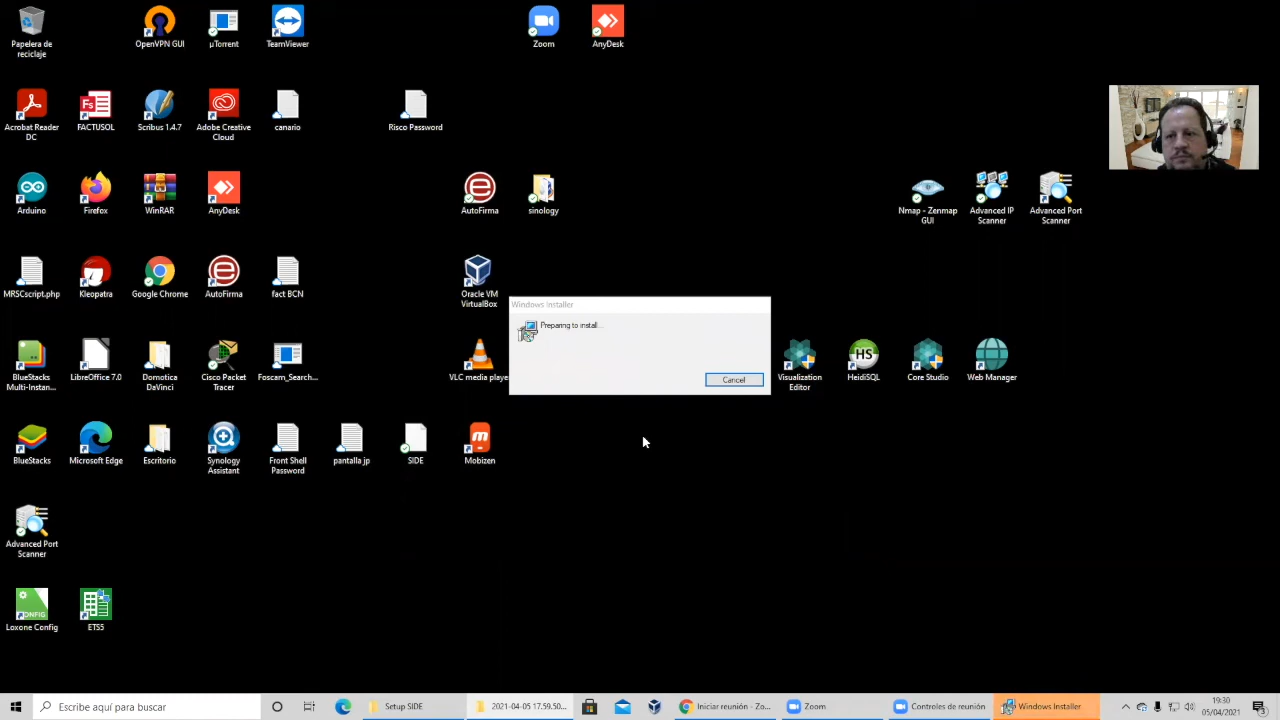 Papelera de
reciclaje
OpenVPN GUI
µTorrent
TeamViewer
Zoom
AnyDesk
Acrobat Reader
DC
FACTUSOL
Scribus 1.4.7
Adobe Creative
Cloud
canario
Risco Password
Arduino
Firefox
WinRAR
AnyDesk
AutoFirma
sinology
Nmap - Zenmap
GUI
Advanced IP
Scanner
Advanced Port
Scanner
MRSCscript.php
Kleopatra
Google Chrome
AutoFirma
fact BCN
Oracle VM
VirtualBox
Windows Installer
Preparing to install...
Cancel
BlueStacks
Multi-Instan...
LibreOffice 7.0
Domotica
DaVinci
Cisco Packet
Tracer
Foscam_Search...
VLC media player
Visualization
Editor
HeidiSQL
Core Studio
Web Manager
BlueStacks
Microsoft Edge
Escritorio
Synology
Assistant
Front Shell
Password
pantalla jp
SIDE
Mobizen
Advanced Port
Scanner
Loxone Config
ETS5
Escribe aquí para buscar
Setup SIDE
2021-04-05 17.59.50...
Iniciar reunión - Zo...
Zoom
Controles de reunión
Windows Installer
19:30
05/04/2021